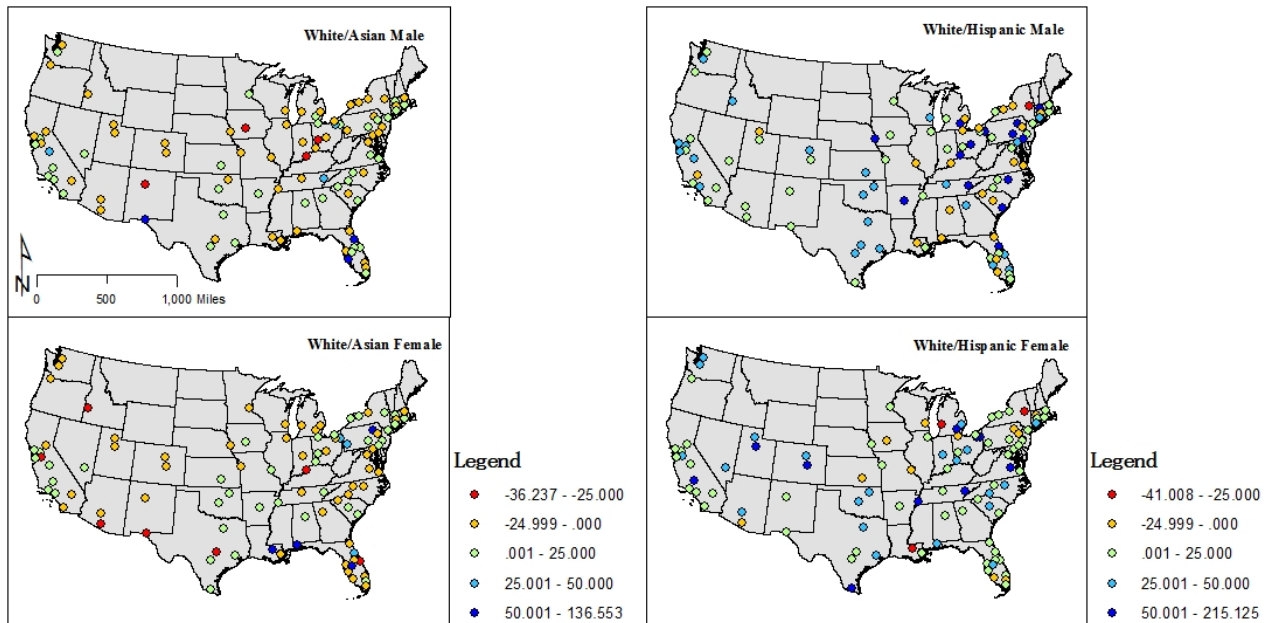 White/Asian Male
N
0 500 1,000 Miles
White/Hispanic Male
White/Asian Female
Legend
-36.237 - -25.000
-24.999 - .000
.001 - 25.000
25.001 - 50.000
50.001 - 136.553
White/Hispanic Female
Legend
-41.008 - -25.000
-24.999 - .000
.001 - 25.000
25.001 - 50.000
50.001 - 215.125